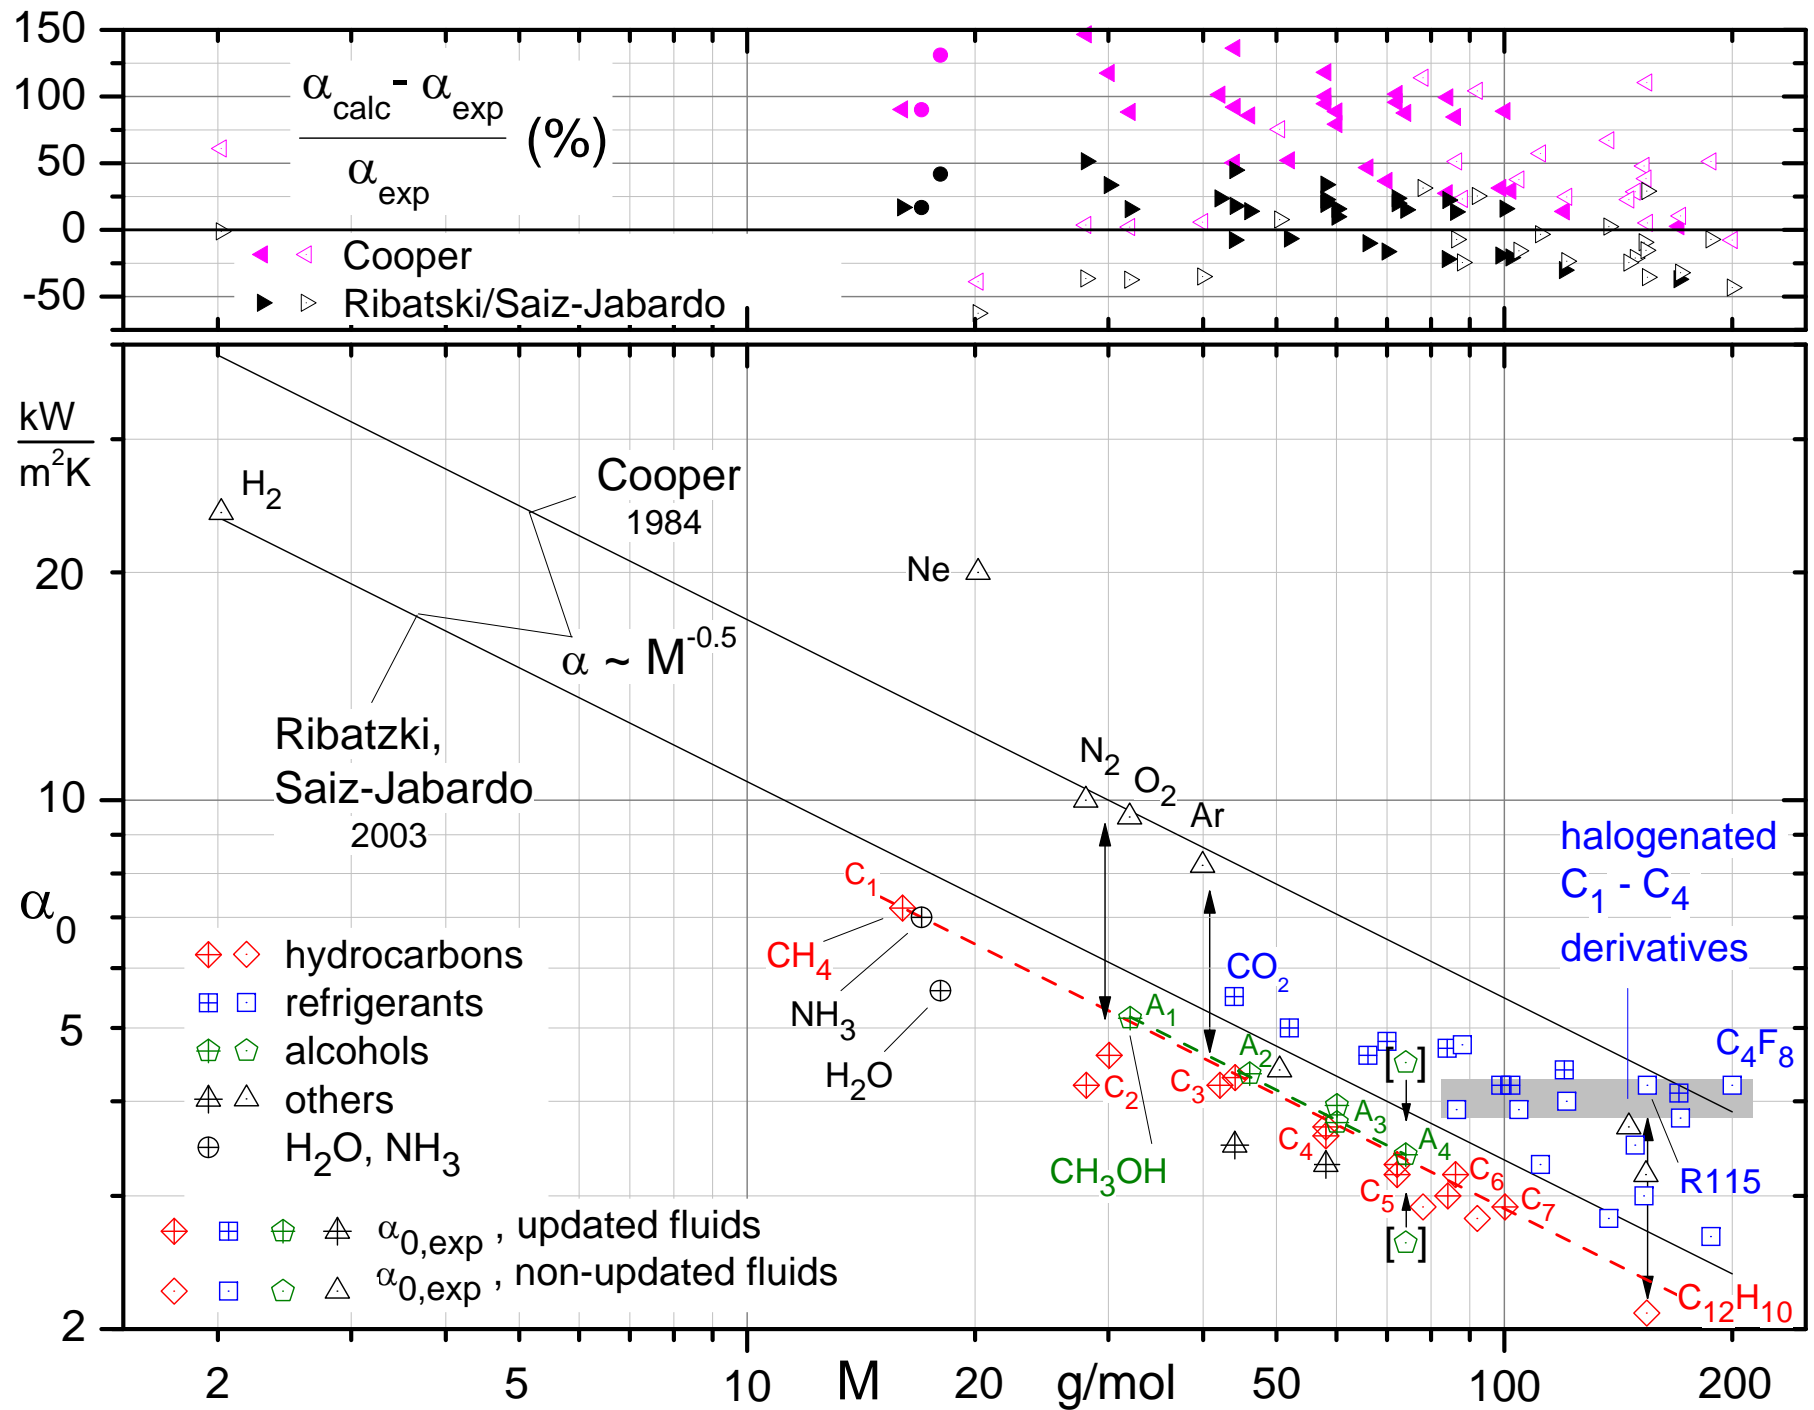 150
100
50
0
-50
α_calc - α_exp
α_exp
(%)
Cooper
Ribatski/Saiz-Jabardo
kW
m²K
20
10
α₀
5
2
H₂
Cooper
1984
Ne
α ~ M^-0.5
Ribatzki,
Saiz-Jabardo
2003
N₂
O₂
Ar
halogenated
C₁ - C₄
derivatives
C₁
CH₄
NH₃
H₂O
CO₂
C₄F₈
A₁
A₂
[ ]
C₂
C₃
A₃
C₄
A₄
CH₃OH
C₅
C₆
C₇
R115
[ ]
C₁₂H₁₀
hydrocarbons
refrigerants
alcohols
others
H₂O, NH₃
α_0,exp , updated fluids
α_0,exp , non-updated fluids
2 5 10 M 20 g/mol 50 100 200